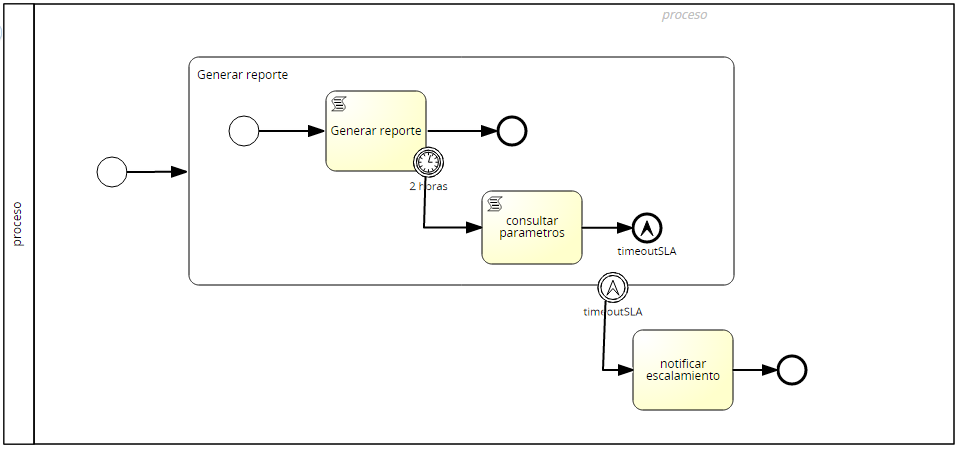 proceso
proceso
Generar reporte
Generar reporte
2 horas
consultar
parametros
timeoutSLA
timeoutSLA
notificar
escalamiento